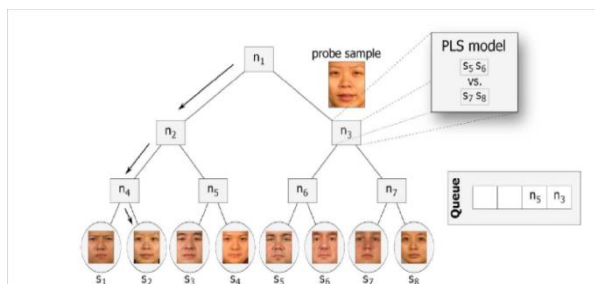 n1
probe sample
PLS model
s5 s6
vs.
s7 s8
n2
n3
n4
n5
n6
n7
Queue
n5
n3
s1
s2
s3
s4
s5
s6
s7
s8